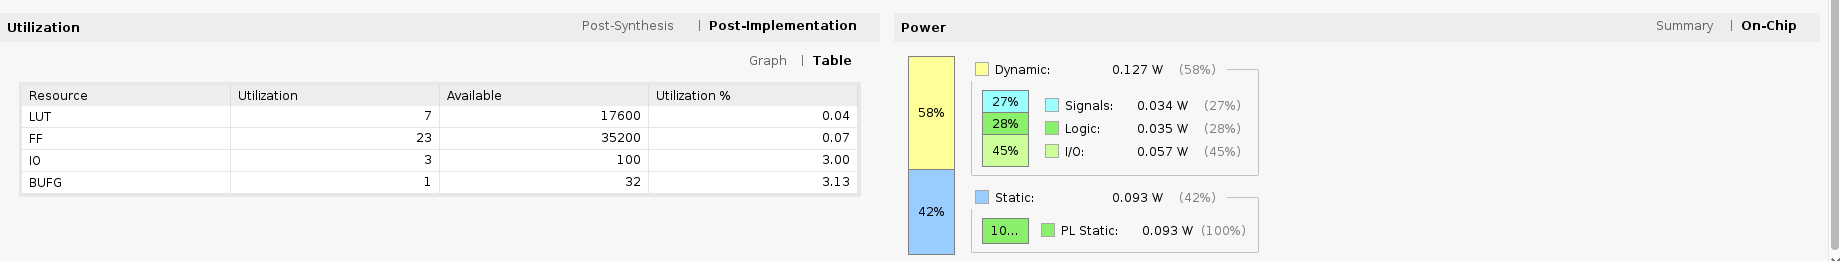 Utilization Post-Synthesis | Post-Implementation
Graph | Table
Resource Utilization Available Utilization %
LUT 7 17600 0.04
FF 23 35200 0.07
IO 3 100 3.00
BUFG 1 32 3.13
Power Summary | On-Chip
58%
42%
Dynamic: 0.127 W (58%)
27% Signals: 0.034 W (27%)
28% Logic: 0.035 W (28%)
45% I/O: 0.057 W (45%)
Static: 0.093 W (42%)
10... PL Static: 0.093 W (100%)